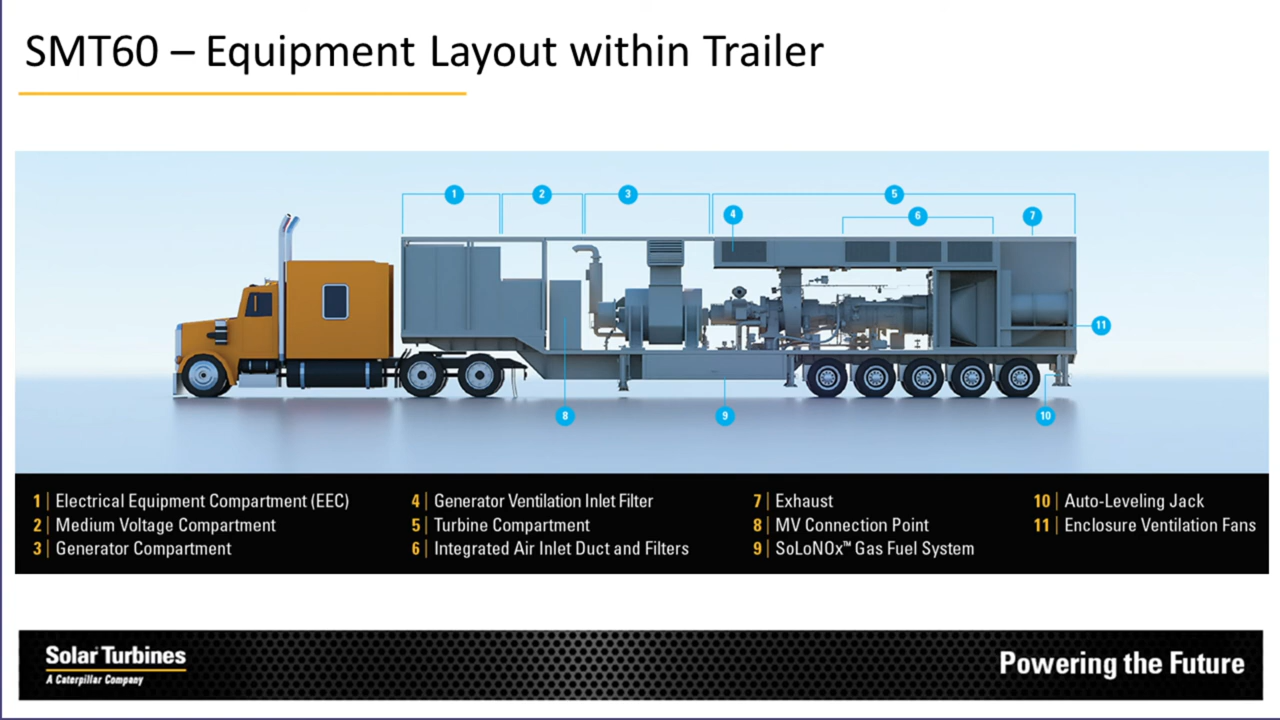 SMT60 – Equipment Layout within Trailer
1
2
3
5
4
6
7
11
8
9
10
1 | Electrical Equipment Compartment (EEC)
2 | Medium Voltage Compartment
3 | Generator Compartment
4 | Generator Ventilation Inlet Filter
5 | Turbine Compartment
6 | Integrated Air Inlet Duct and Filters
7 | Exhaust
8 | MV Connection Point
9 | SoLoNOx™ Gas Fuel System
10 | Auto-Leveling Jack
11 | Enclosure Ventilation Fans
Solar Turbines
A Caterpillar Company
Powering the Future